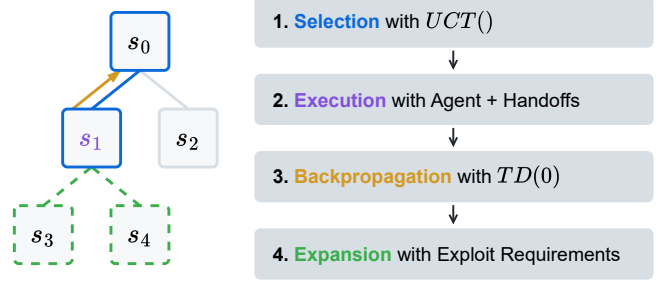 s0
s1
s2
s3
s4
1. Selection with UCT()
2. Execution with Agent + Handoffs
3. Backpropagation with TD(0)
4. Expansion with Exploit Requirements